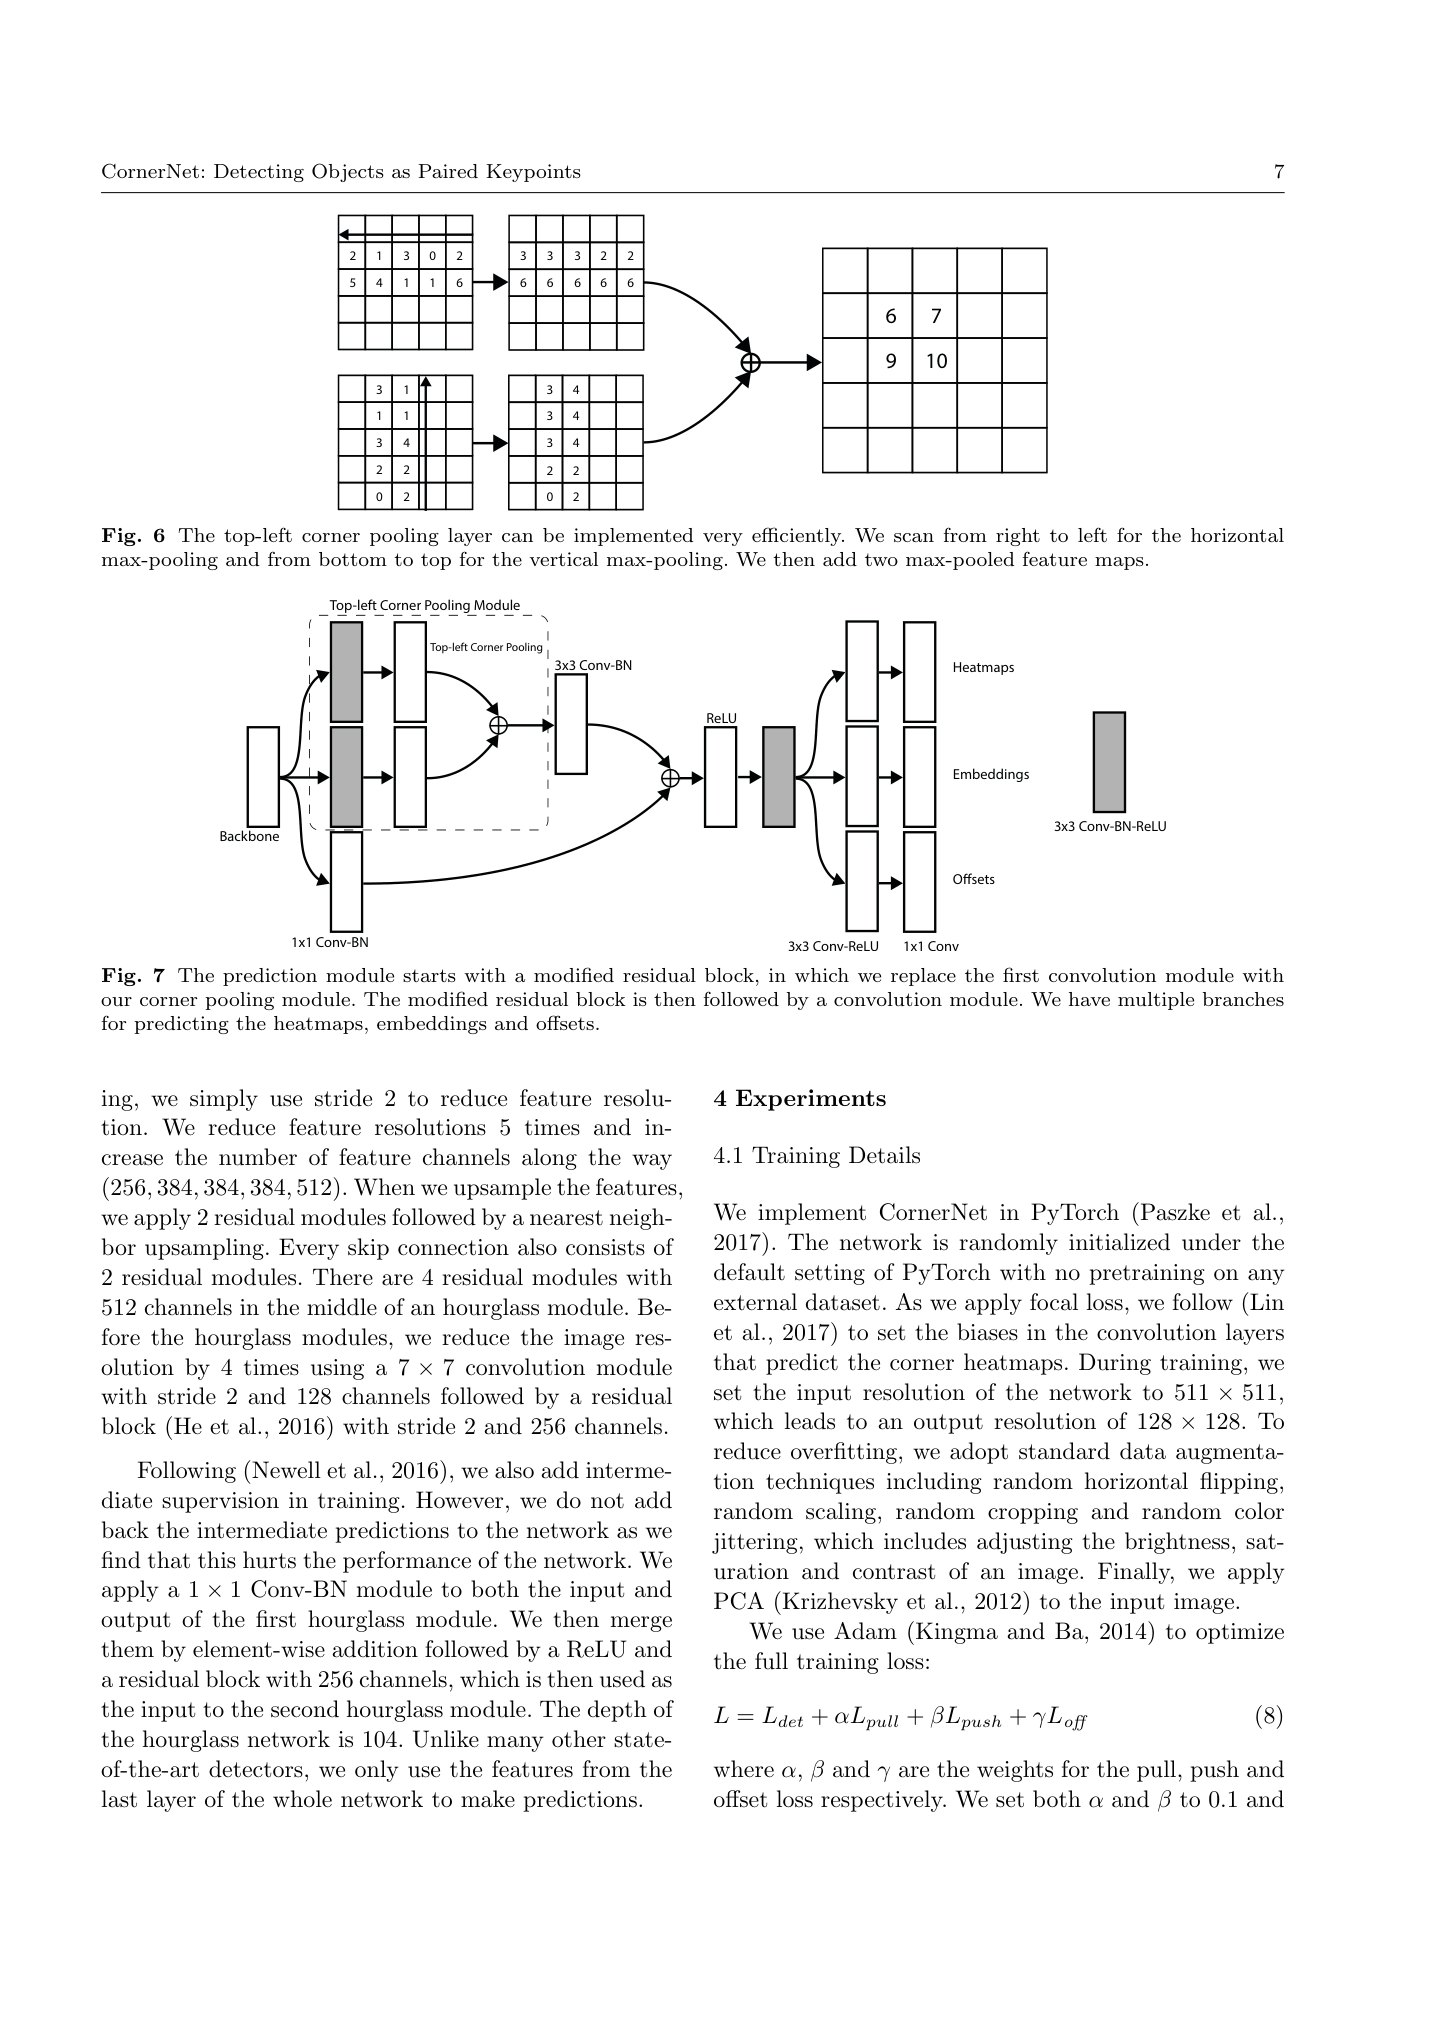 CornerNet: Detecting Objects as Paired Keypoints 7
2 1 3 0 2 3 3 3 2 2
5 4 1 1 6 6 6 6 6 6
6 7
9 10
3 1 3 4
1 1 3 4
3 4 3 4
2 2 2 2
0 2 0 2
Fig. 6 The top-left corner pooling layer can be implemented very efficiently. We scan from right to left for the horizontal
max-pooling and from bottom to top for the vertical max-pooling. We then add two max-pooled feature maps.
Top-left Corner Pooling Module
Top-left Corner Pooling
3x3 Conv-BN
Heatmaps
ReLU
Embeddings
3x3 Conv-BN-ReLU
Backbone
Offsets
1x1 Conv-BN
3x3 Conv-ReLU 1x1 Conv
Fig. 7 The prediction module starts with a modified residual block, in which we replace the first convolution module with
our corner pooling module. The modified residual block is then followed by a convolution module. We have multiple branches
for predicting the heatmaps, embeddings and offsets.
ing, we simply use stride 2 to reduce feature resolu-
tion. We reduce feature resolutions 5 times and in-
crease the number of feature channels along the way
(256, 384, 384, 384, 512). When we upsample the features,
we apply 2 residual modules followed by a nearest neigh-
bor upsampling. Every skip connection also consists of
2 residual modules. There are 4 residual modules with
512 channels in the middle of an hourglass module. Be-
fore the hourglass modules, we reduce the image res-
olution by 4 times using a 7 × 7 convolution module
with stride 2 and 128 channels followed by a residual
block (He et al., 2016) with stride 2 and 256 channels.
Following (Newell et al., 2016), we also add interme-
diate supervision in training. However, we do not add
back the intermediate predictions to the network as we
find that this hurts the performance of the network. We
apply a 1 × 1 Conv-BN module to both the input and
output of the first hourglass module. We then merge
them by element-wise addition followed by a ReLU and
a residual block with 256 channels, which is then used as
the input to the second hourglass module. The depth of
the hourglass network is 104. Unlike many other state-
of-the-art detectors, we only use the features from the
last layer of the whole network to make predictions.
4 Experiments
4.1 Training Details
We implement CornerNet in PyTorch (Paszke et al.,
2017). The network is randomly initialized under the
default setting of PyTorch with no pretraining on any
external dataset. As we apply focal loss, we follow (Lin
et al., 2017) to set the biases in the convolution layers
that predict the corner heatmaps. During training, we
set the input resolution of the network to 511 × 511,
which leads to an output resolution of 128 × 128. To
reduce overfitting, we adopt standard data augmenta-
tion techniques including random horizontal flipping,
random scaling, random cropping and random color
jittering, which includes adjusting the brightness, sat-
uration and contrast of an image. Finally, we apply
PCA (Krizhevsky et al., 2012) to the input image.
We use Adam (Kingma and Ba, 2014) to optimize
the full training loss:
L = L_det + αL_pull + βL_push + γL_off (8)
where α, β and γ are the weights for the pull, push and
offset loss respectively. We set both α and β to 0.1 and